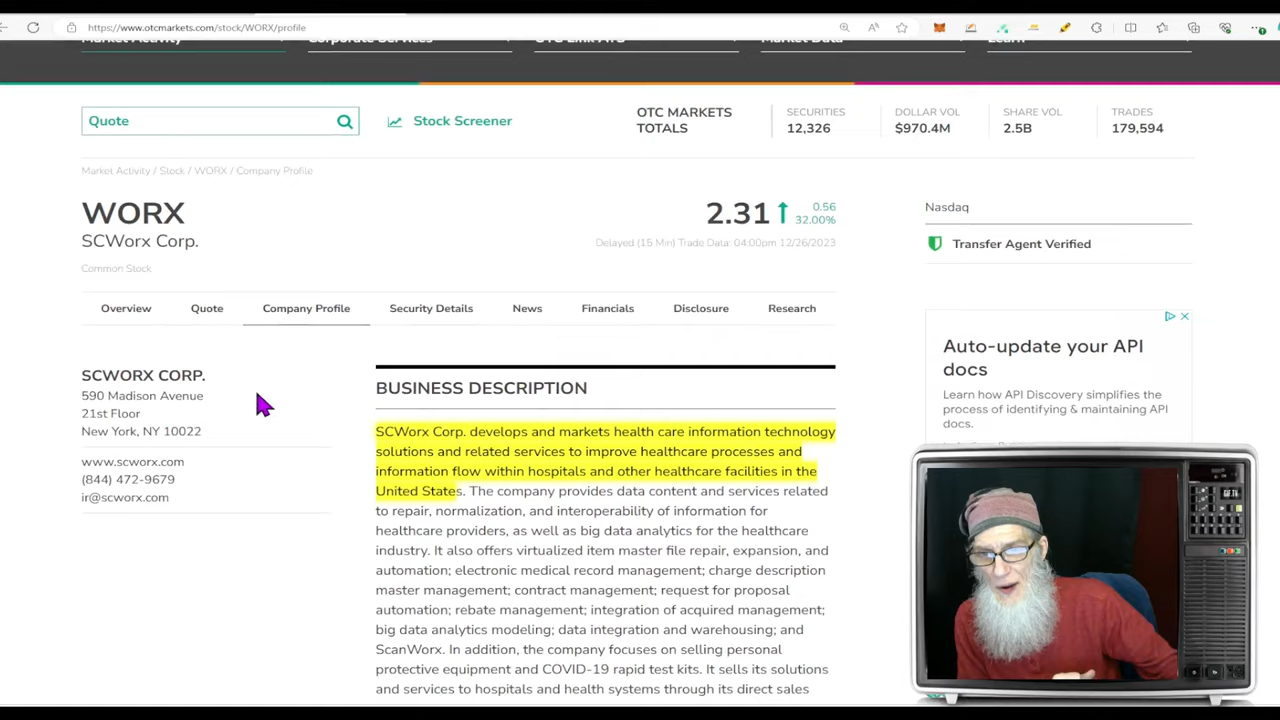 https://www.otcmarkets.com/stock/WORX/profile
Market Activity
Corporate Services
OTC Link ATS
Market Data
Learn
Quote
Stock Screener
OTC MARKETS
TOTALS
SECURITIES
12,326
DOLLAR VOL
$970.4M
SHARE VOL
2.5B
TRADES
179,594
Market Activity / Stock / WORX / Company Profile
WORX
SCWorx Corp.
Common Stock
2.31
0.56
32.00%
Delayed (15 Min) Trade Data: 04:00pm 12/26/2023
Nasdaq
Transfer Agent Verified
Overview
Quote
Company Profile
Security Details
News
Financials
Disclosure
Research
SCWORX CORP.
590 Madison Avenue
21st Floor
New York, NY 10022
www.scworx.com
(844) 472-9679
ir@scworx.com
BUSINESS DESCRIPTION
SCWorx Corp. develops and markets health care information technology
solutions and related services to improve healthcare processes and
information flow within hospitals and other healthcare facilities in the
United States. The company provides data content and services related
to repair, normalization, and interoperability of information for
healthcare providers, as well as big data analytics for the healthcare
industry. It also offers virtualized item master file repair, expansion, and
automation; electronic medical record management; charge description
master management; contract management; request for proposal
automation; rebate management; integration of acquired management;
big data analytics modeling; data integration and warehousing; and
ScanWorx. In addition, the company focuses on selling personal
protective equipment and COVID-19 rapid test kits. It sells its solutions
and services to hospitals and health systems through its direct sales
Auto-update your API
docs
Learn how API Discovery simplifies the
process of identifying & maintaining API
docs.